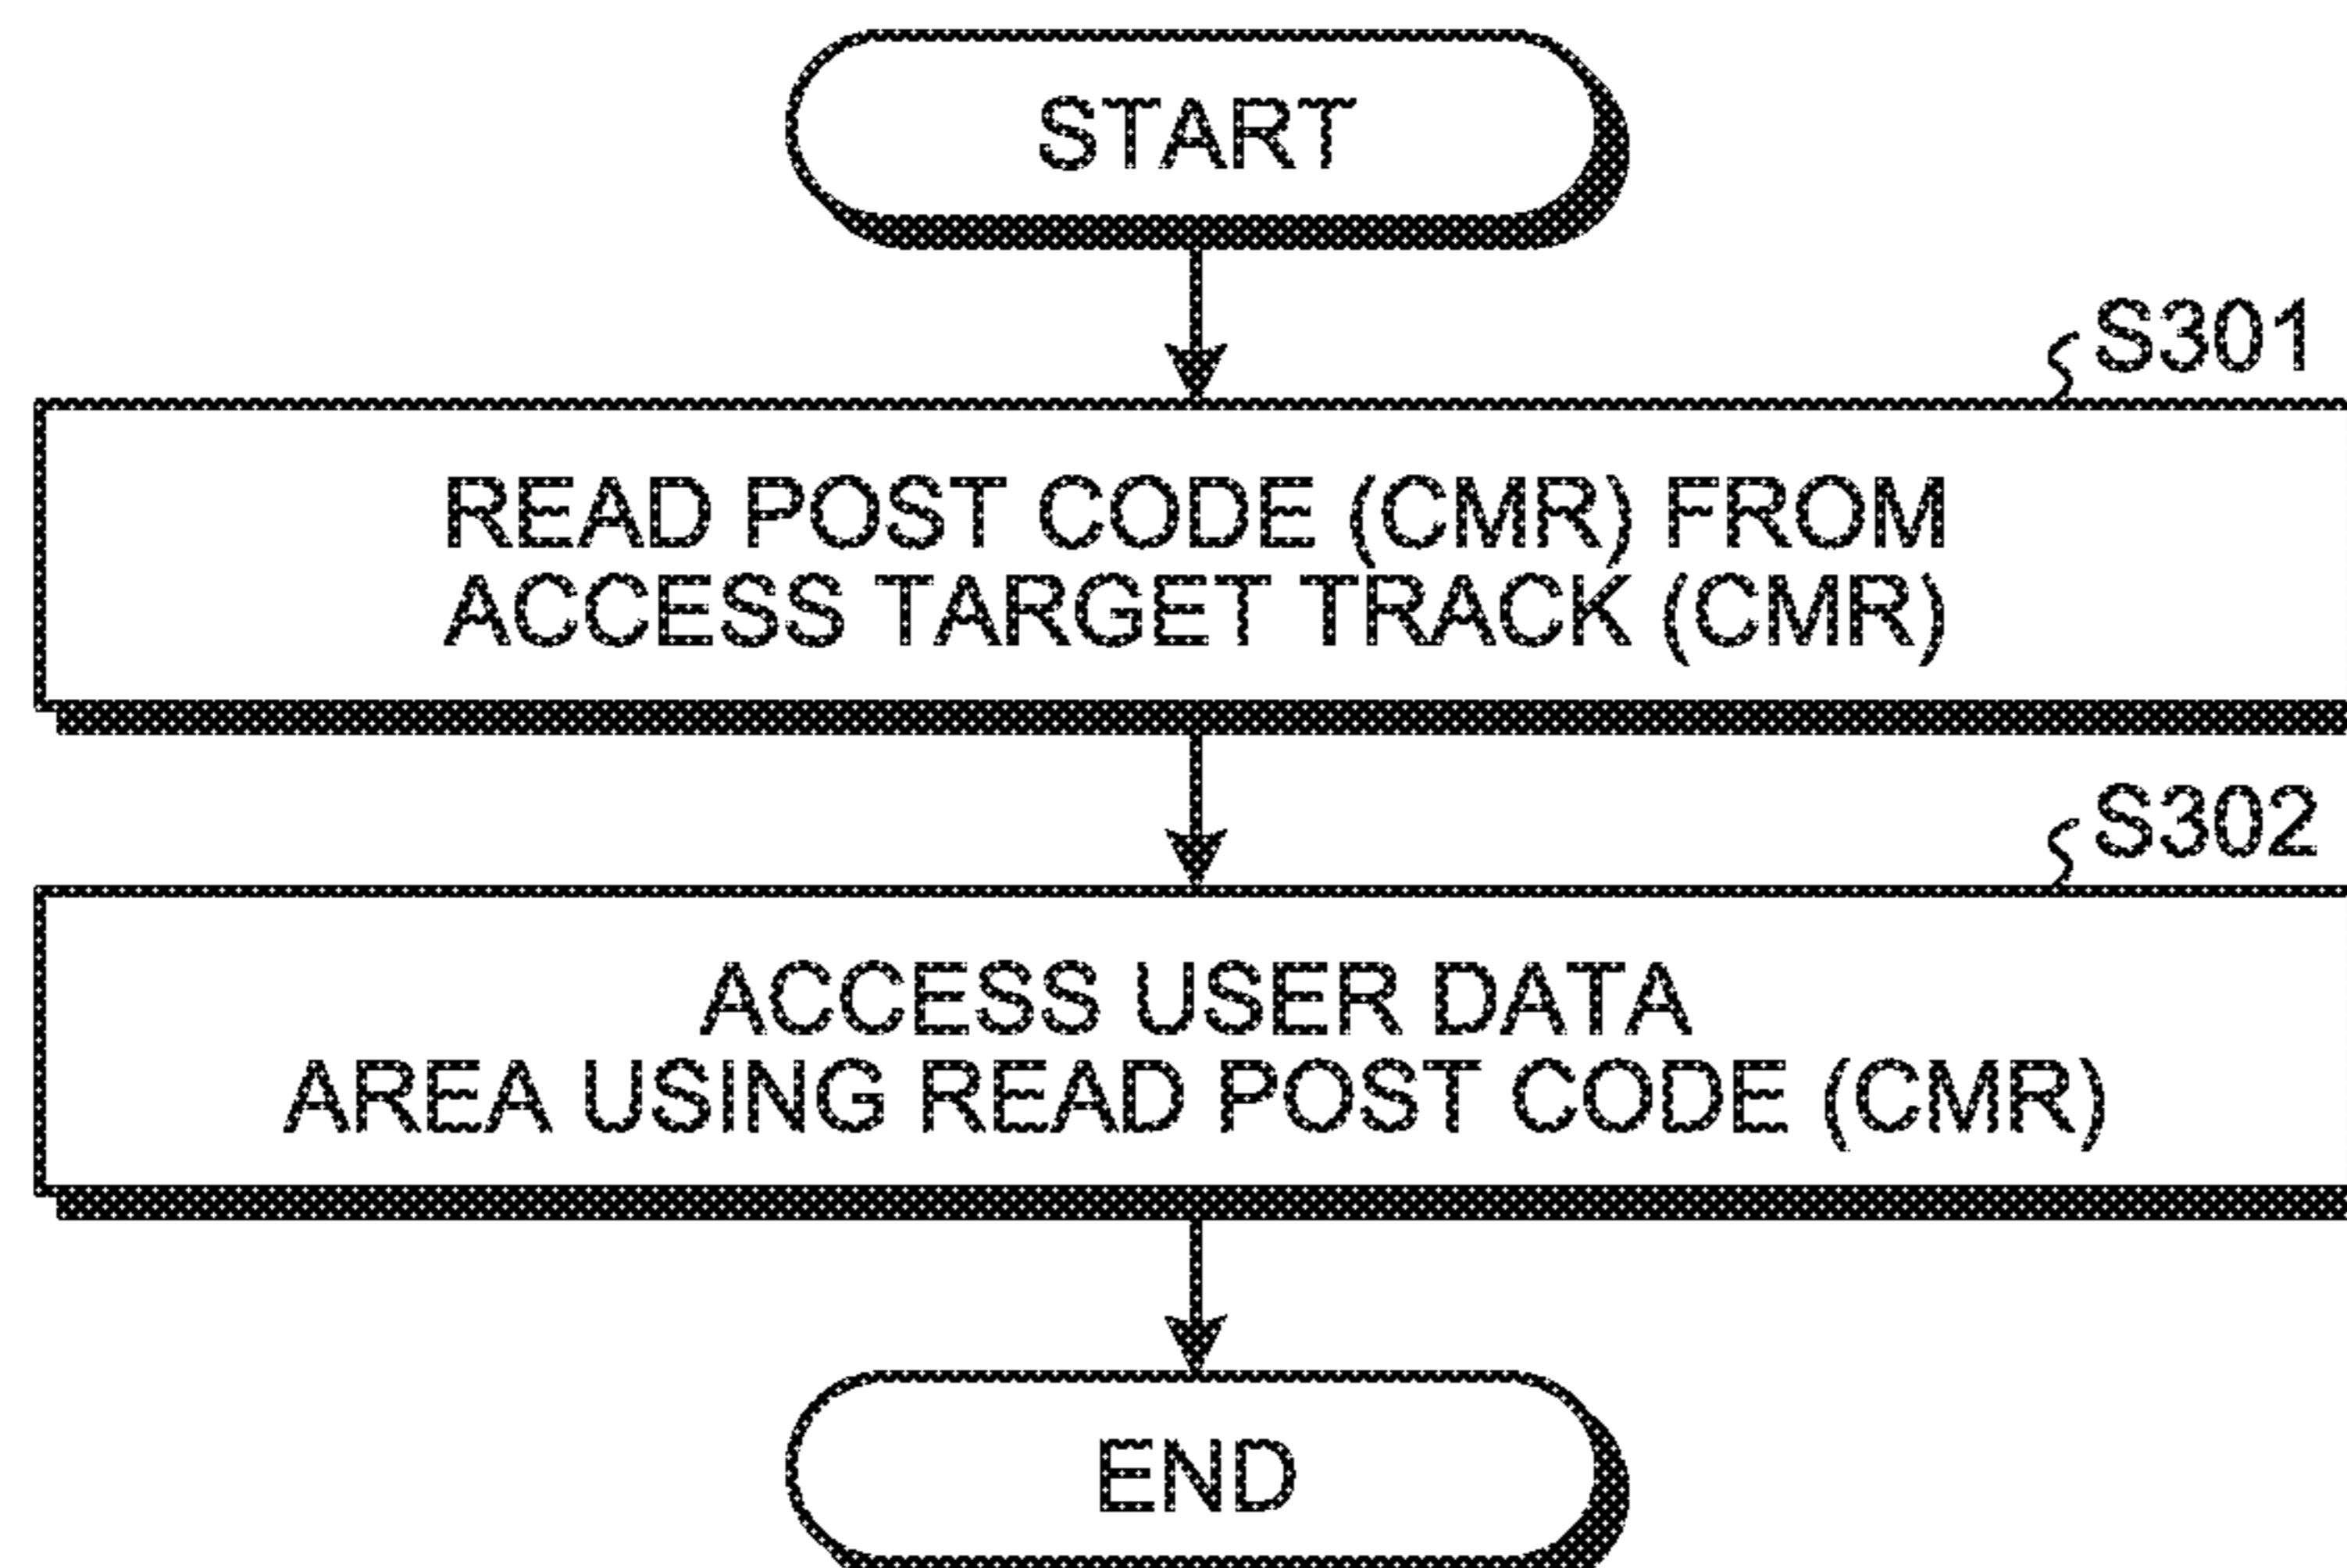 START
S301
READ POST CODE (CMR) FROM
ACCESS TARGET TRACK (CMR)
S302
ACCESS USER DATA
AREA USING READ POST CODE (CMR)
END